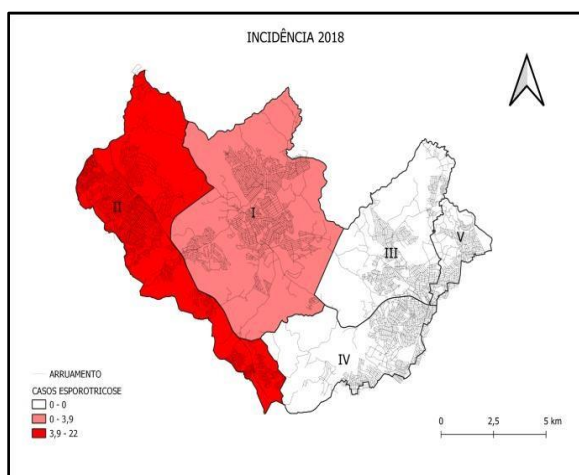 INCIDÊNCIA 2018
II
I
III
V
IV
ARRUAMENTO
CASOS ESPOROTRICOSE
0 - 0
0 - 3,9
3,9 - 22
0 2,5 5 km